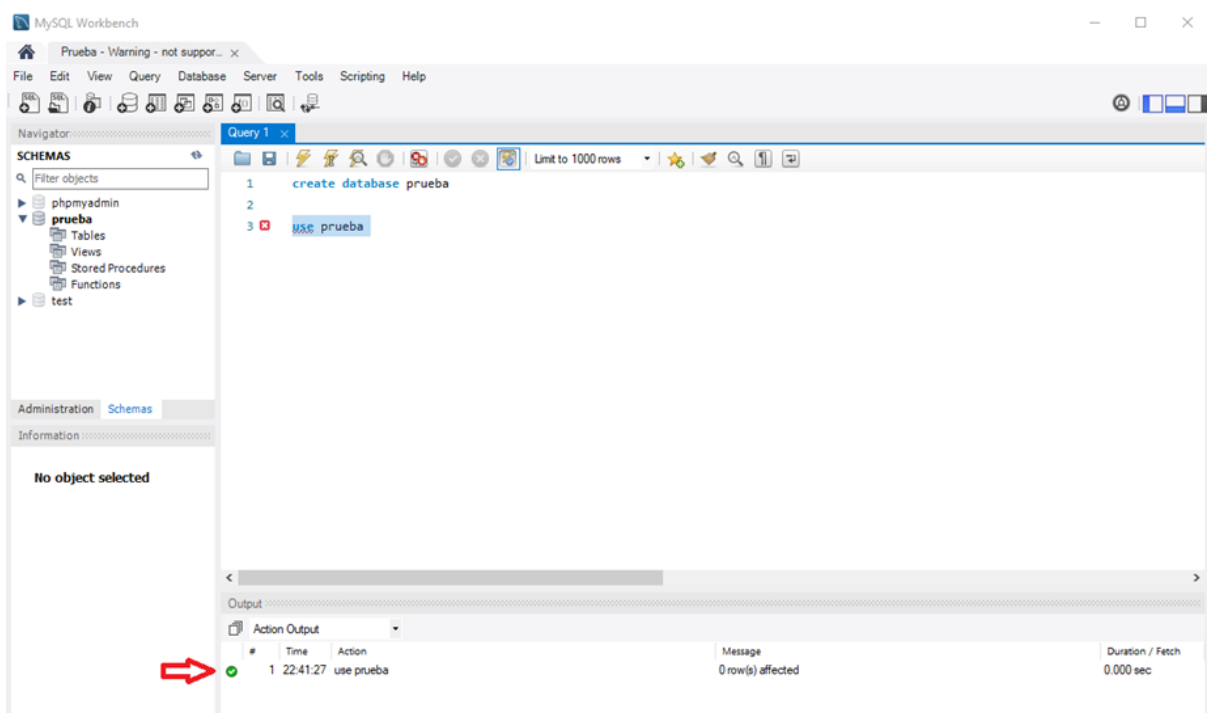 MySQL Workbench
Prueba - Warning - not suppor...
File Edit View Query Database Server Tools Scripting Help
Navigator
SCHEMAS
Filter objects
phpmyadmin
prueba
Tables
Views
Stored Procedures
Functions
test
Administration Schemas
Information
No object selected
Query 1
Limit to 1000 rows
1 create database prueba
2
3 use prueba
Output
Action Output
# Time Action Message Duration / Fetch
1 22:41:27 use prueba 0 row(s) affected 0.000 sec